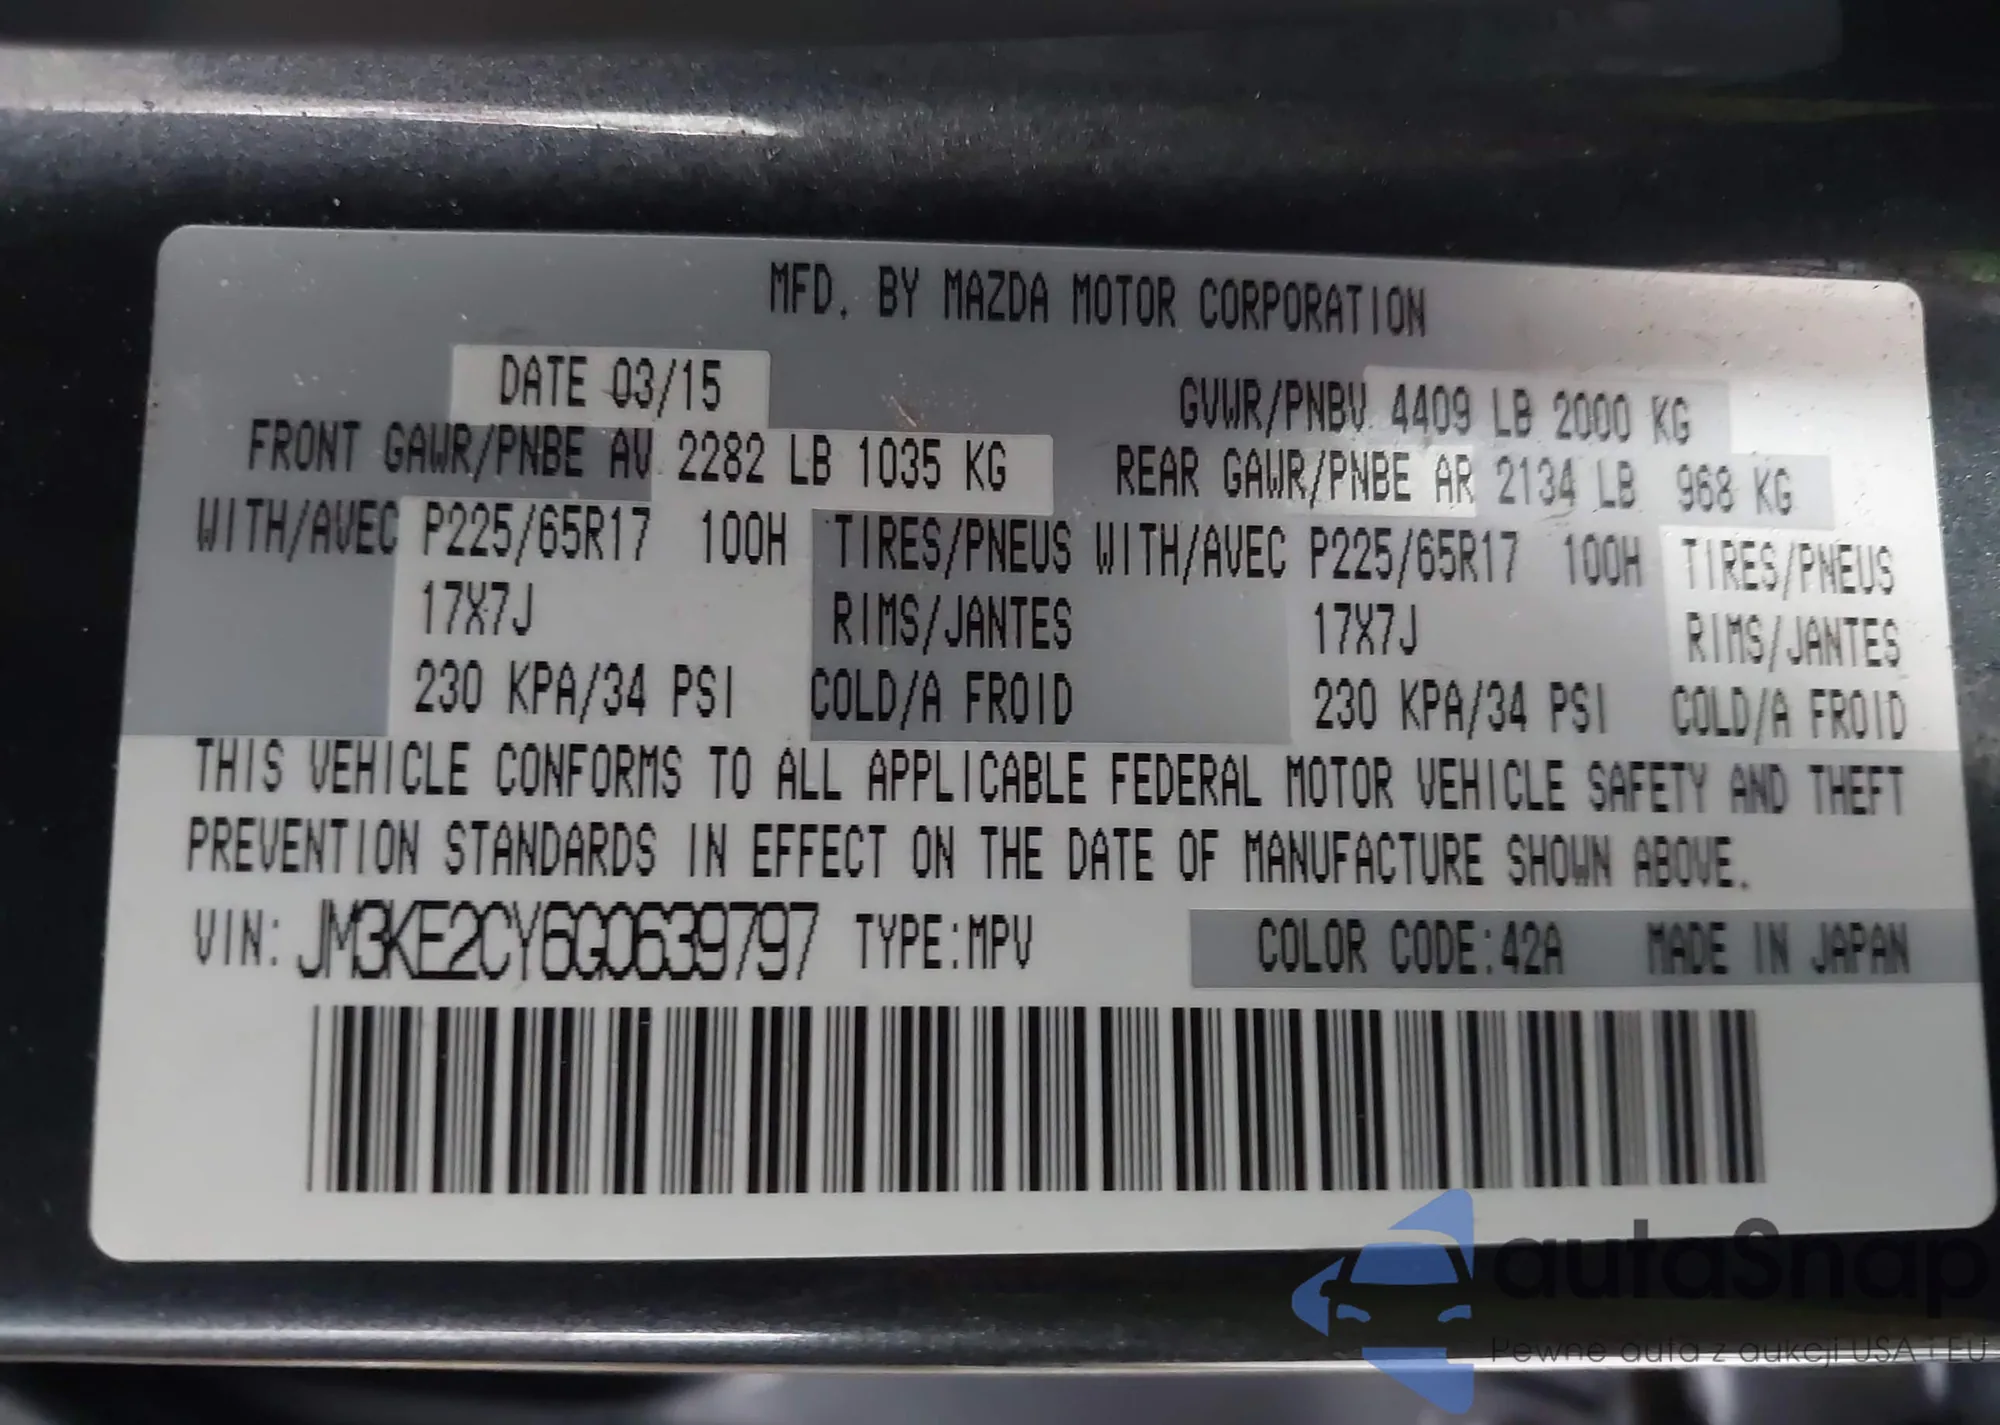 MFD. BY MAZDA MOTOR CORPORATION
DATE 03/15 GVWR/PNBV 4409 LB 2000 KG
FRONT GAWR/PNBE AV 2282 LB 1035 KG REAR GAWR/PNBE AR 2134 LB 968 KG
WITH/AVEC P225/65R17 100H TIRES/PNEUS WITH/AVEC P225/65R17 100H TIRES/PNEUS
17X7J RIMS/JANTES 17X7J RIMS/JANTES
230 KPA/34 PSI COLD/A FROID 230 KPA/34 PSI COLD/A FROID
THIS VEHICLE CONFORMS TO ALL APPLICABLE FEDERAL MOTOR VEHICLE SAFETY AND THEFT
PREVENTION STANDARDS IN EFFECT ON THE DATE OF MANUFACTURE SHOWN ABOVE.
VIN: JM3KE2CY6G0639797 TYPE:MPV COLOR CODE:42A MADE IN JAPAN
autaSnap
Pewne auta z aukcji USA i EU